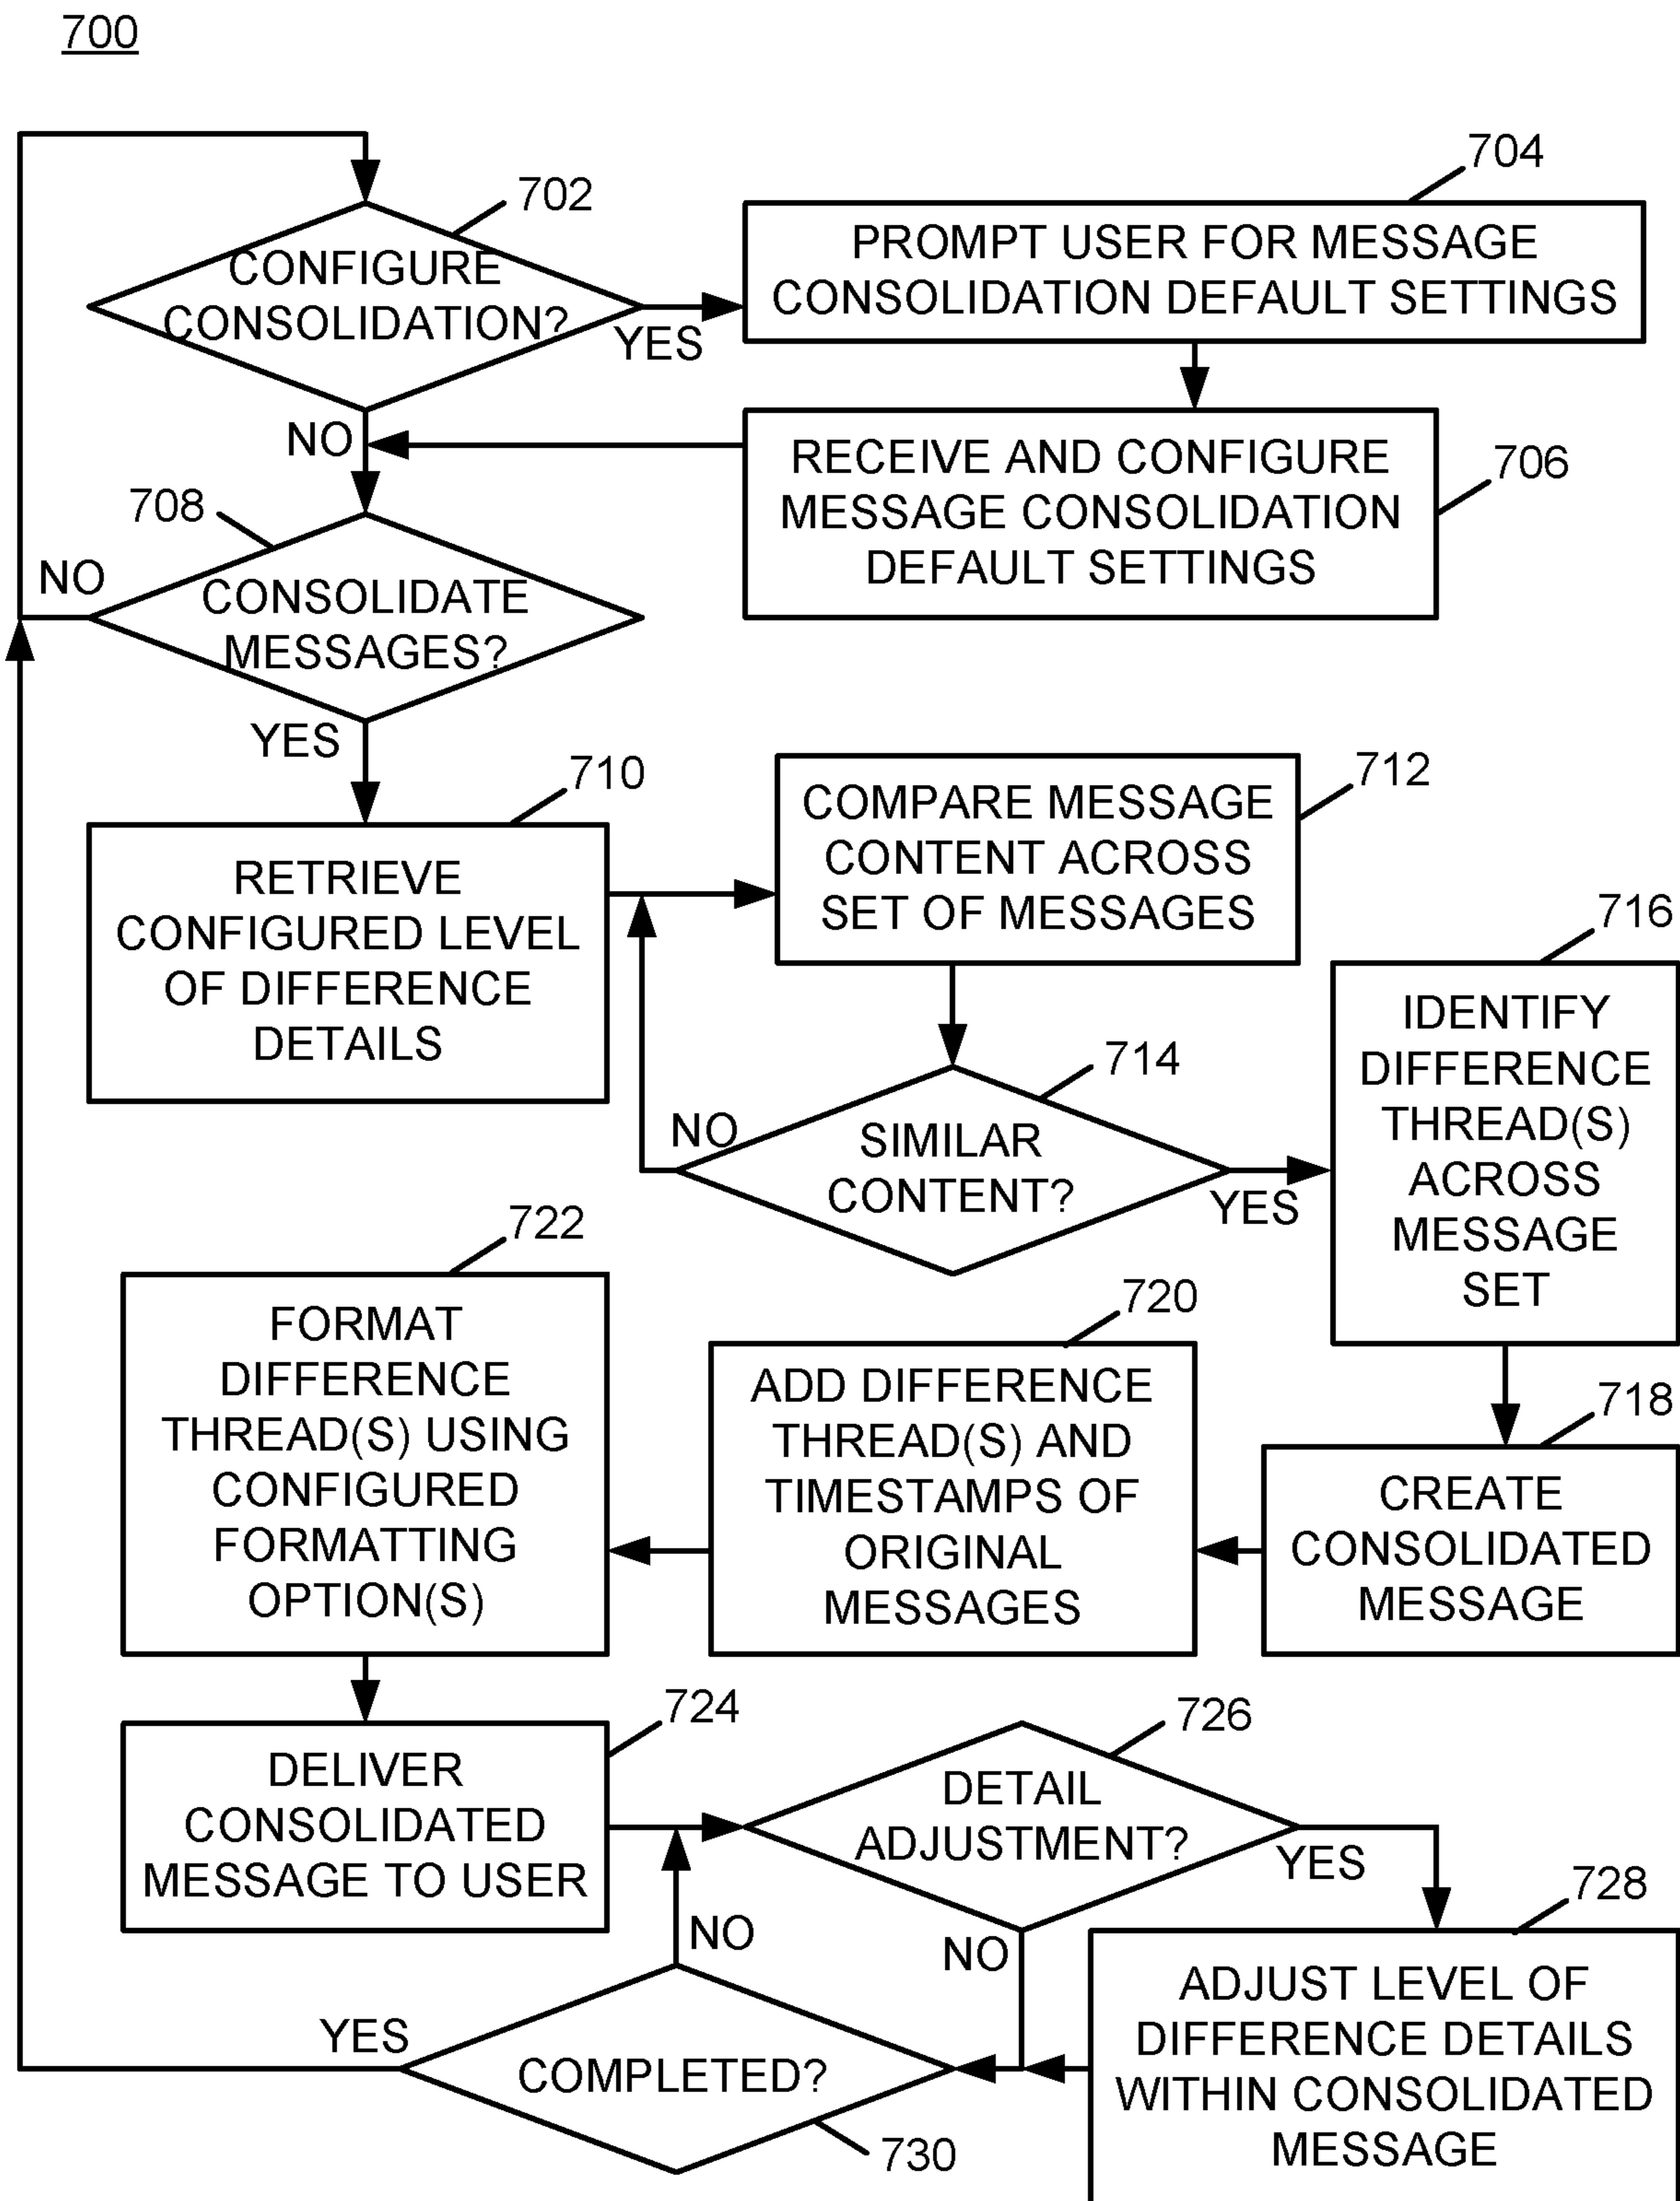 700
702
CONFIGURE
CONSOLIDATION?
YES
NO
704
PROMPT USER FOR MESSAGE
CONSOLIDATION DEFAULT SETTINGS
706
RECEIVE AND CONFIGURE
MESSAGE CONSOLIDATION
DEFAULT SETTINGS
708
NO
CONSOLIDATE
MESSAGES?
YES
710
RETRIEVE
CONFIGURED LEVEL
OF DIFFERENCE
DETAILS
712
COMPARE MESSAGE
CONTENT ACROSS
SET OF MESSAGES
714
NO
SIMILAR
CONTENT?
YES
716
IDENTIFY
DIFFERENCE
THREAD(S)
ACROSS
MESSAGE
SET
718
CREATE
CONSOLIDATED
MESSAGE
720
ADD DIFFERENCE
THREAD(S) AND
TIMESTAMPS OF
ORIGINAL
MESSAGES
722
FORMAT
DIFFERENCE
THREAD(S) USING
CONFIGURED
FORMATTING
OPTION(S)
724
DELIVER
CONSOLIDATED
MESSAGE TO USER
726
DETAIL
ADJUSTMENT?
YES
NO
728
ADJUST LEVEL OF
DIFFERENCE DETAILS
WITHIN CONSOLIDATED
MESSAGE
NO
YES
COMPLETED?
730